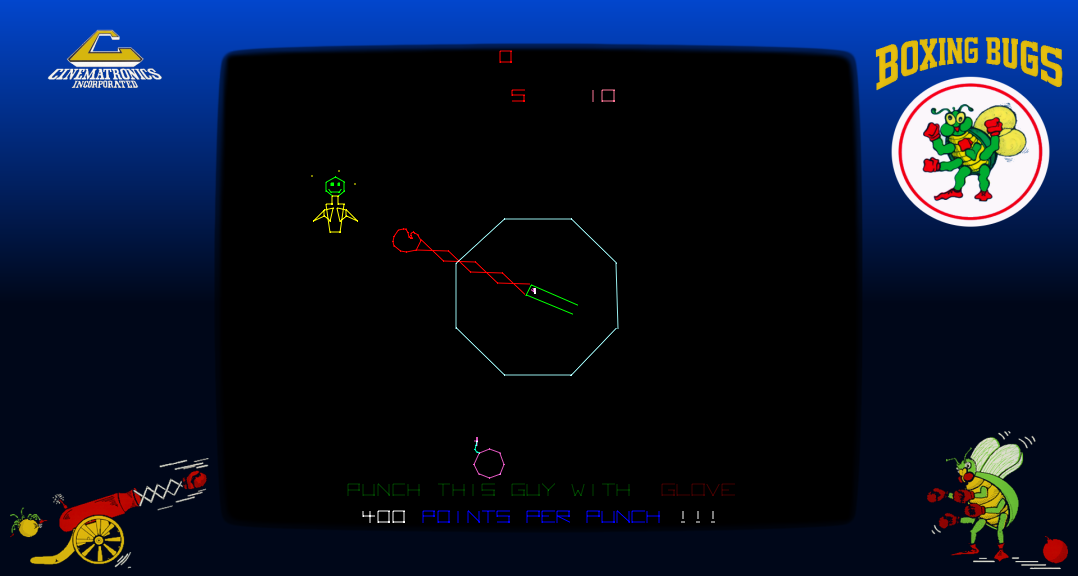 CINEMATRONICS
INCORPORATED
BOXING BUGS
0
5 10
PUNCH THIS GUY WITH GLOVE
400 POINTS PER PUNCH !!!